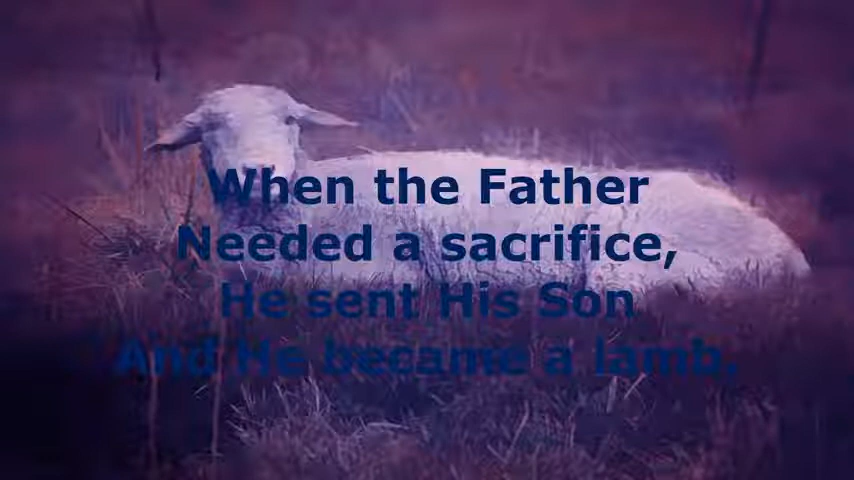 When the Father
Needed a sacrifice,
He sent His Son
And He became a lamb.